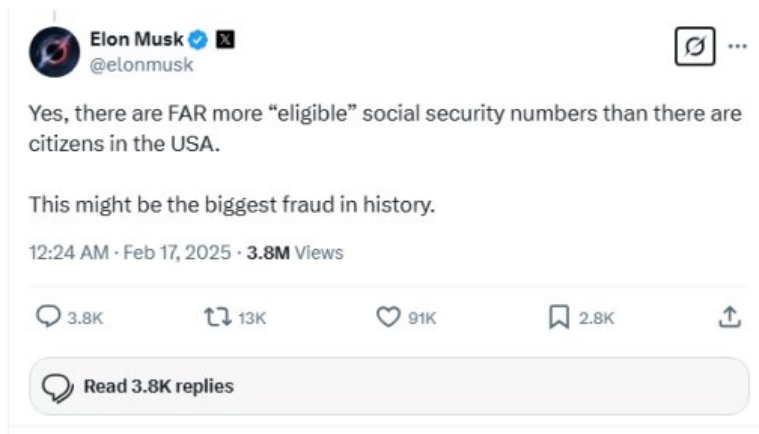 Elon Musk
@elonmusk
Yes, there are FAR more “eligible” social security numbers than there are
citizens in the USA.
This might be the biggest fraud in history.
12:24 AM · Feb 17, 2025 · 3.8M Views
3.8K 13K 91K 2.8K
Read 3.8K replies